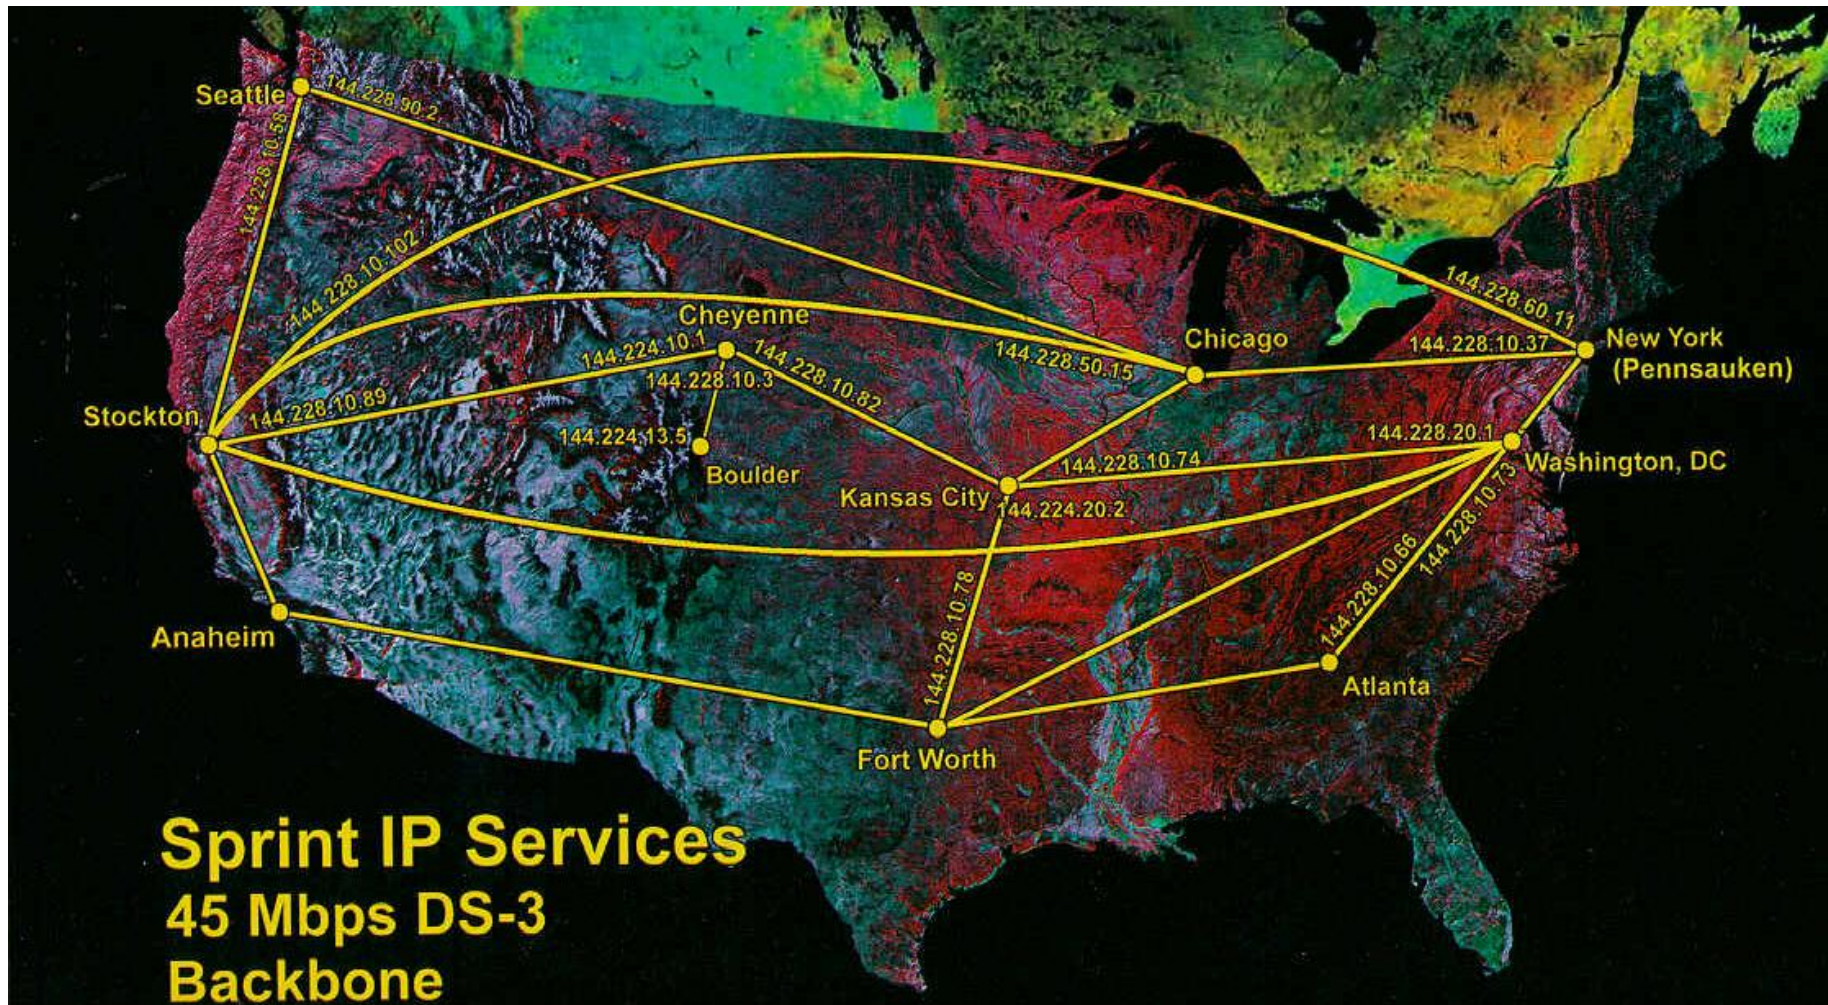 Seattle
144.228.90.2
144.228.10.58
144.228.10.102
144.228.60.11
Cheyenne
144.224.10.1
144.228.10.82
144.228.10.3
144.228.50.15
Chicago
144.228.10.37
New York
(Pennsauken)
Stockton
144.228.10.89
144.224.13.5
Boulder
144.228.20.1
Washington, DC
144.228.10.74
Kansas City
144.224.20.2
144.228.10.73
144.228.10.66
144.228.10.78
Anaheim
Atlanta
Fort Worth
Sprint IP Services
45 Mbps DS-3
Backbone